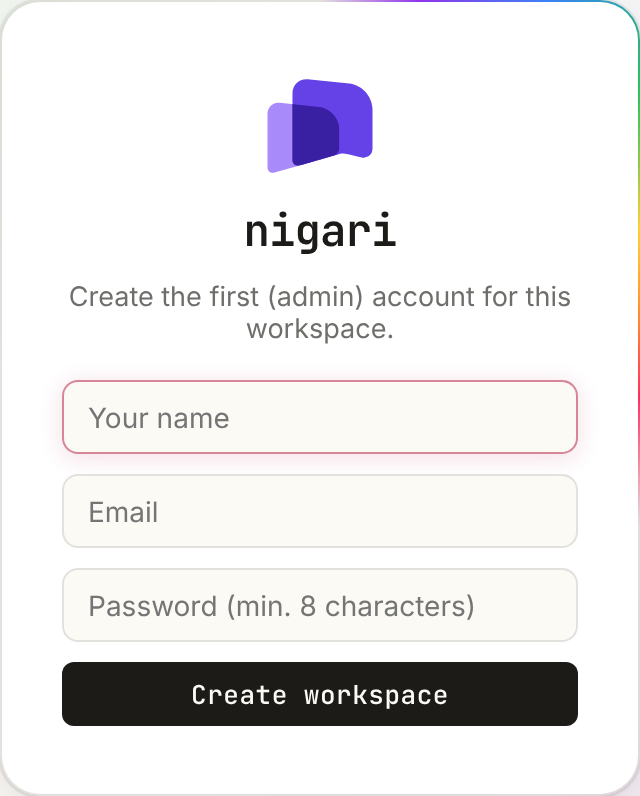 nigari
Create the first (admin) account for this
workspace.
Your name
Email
Password (min. 8 characters)
Create workspace